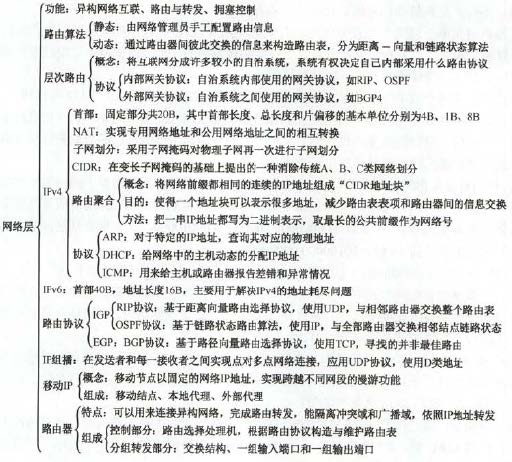 功能：异构网络互联、路由与转发、拥塞控制
路由算法
静态：由网络管理员手工配置路由信息
动态：通过路由器间彼此交换的信息来构造路由表，分为距离－向量和链路状态算法
层次路由
概念：将互联网分成许多较小的自治系统，系统有权决定自己内部采用什么路由协议
协议
内部网关协议：自治系统内部使用的网关协议，如RIP、OSPF
外部网关协议：自治系统之间使用的网关协议，如BGP4
网络层
IPv4
首部：固定部分共20B，其中首部长度、总长度和片偏移的基本单位分别为4B、1B、8B
NAT：实现专用网络地址和公用网络地址之间的相互转换
子网划分：采用子网掩码对物理子网再一次进行子网划分
CIDR：在变长子网掩码的基础上提出的一种消除传统A、B、C类网络划分
路由聚合
概念：将网络前缀都相同的连续的IP地址组成“CIDR地址块”
目的：使得一个地址块可以表示很多地址，减少路由表表项和路由器间的信息交换
方法：把一串IP地址都写为二进制表示，取最长的公共前缀作为网络号
协议
ARP：对于特定的IP地址，查询其对应的物理地址
DHCP：给网络中的主机动态的分配IP地址
ICMP：用来给主机或路由器报告差错和异常情况
IFv6：首部40B，地址长度16B，主要用于解决IPv4的地址耗尽问题
路由协议
IGP
RIP协议：基于距离向量路由选择协议，使用UDP，与相邻路由器交换整个路由表
OSPF协议：基于链路状态路由算法，使用IP，与全部路由器交换相邻结点链路状态
EGP：BGP协议：基于路径向量路由选择协议，使用TCP，寻找的并非最佳路由
IP组播：在发送者和每一接收者之间实现点对多点网络连接，应用UDP协议，使用D类地址
移动IP
概念：移动节点以固定的网络IP地址，实现跨越不同网段的漫游功能
组成：移动结点、本地代理、外部代理
路由器
特点：可以用来连接异构网络，完成路由转发，能隔离冲突域和广播域，依照IP地址转发
组成
控制部分：路由选择处理机，根据路由协议构造与维护路由表
分组转发部分：交换结构、一组输入端口和一组输出端口